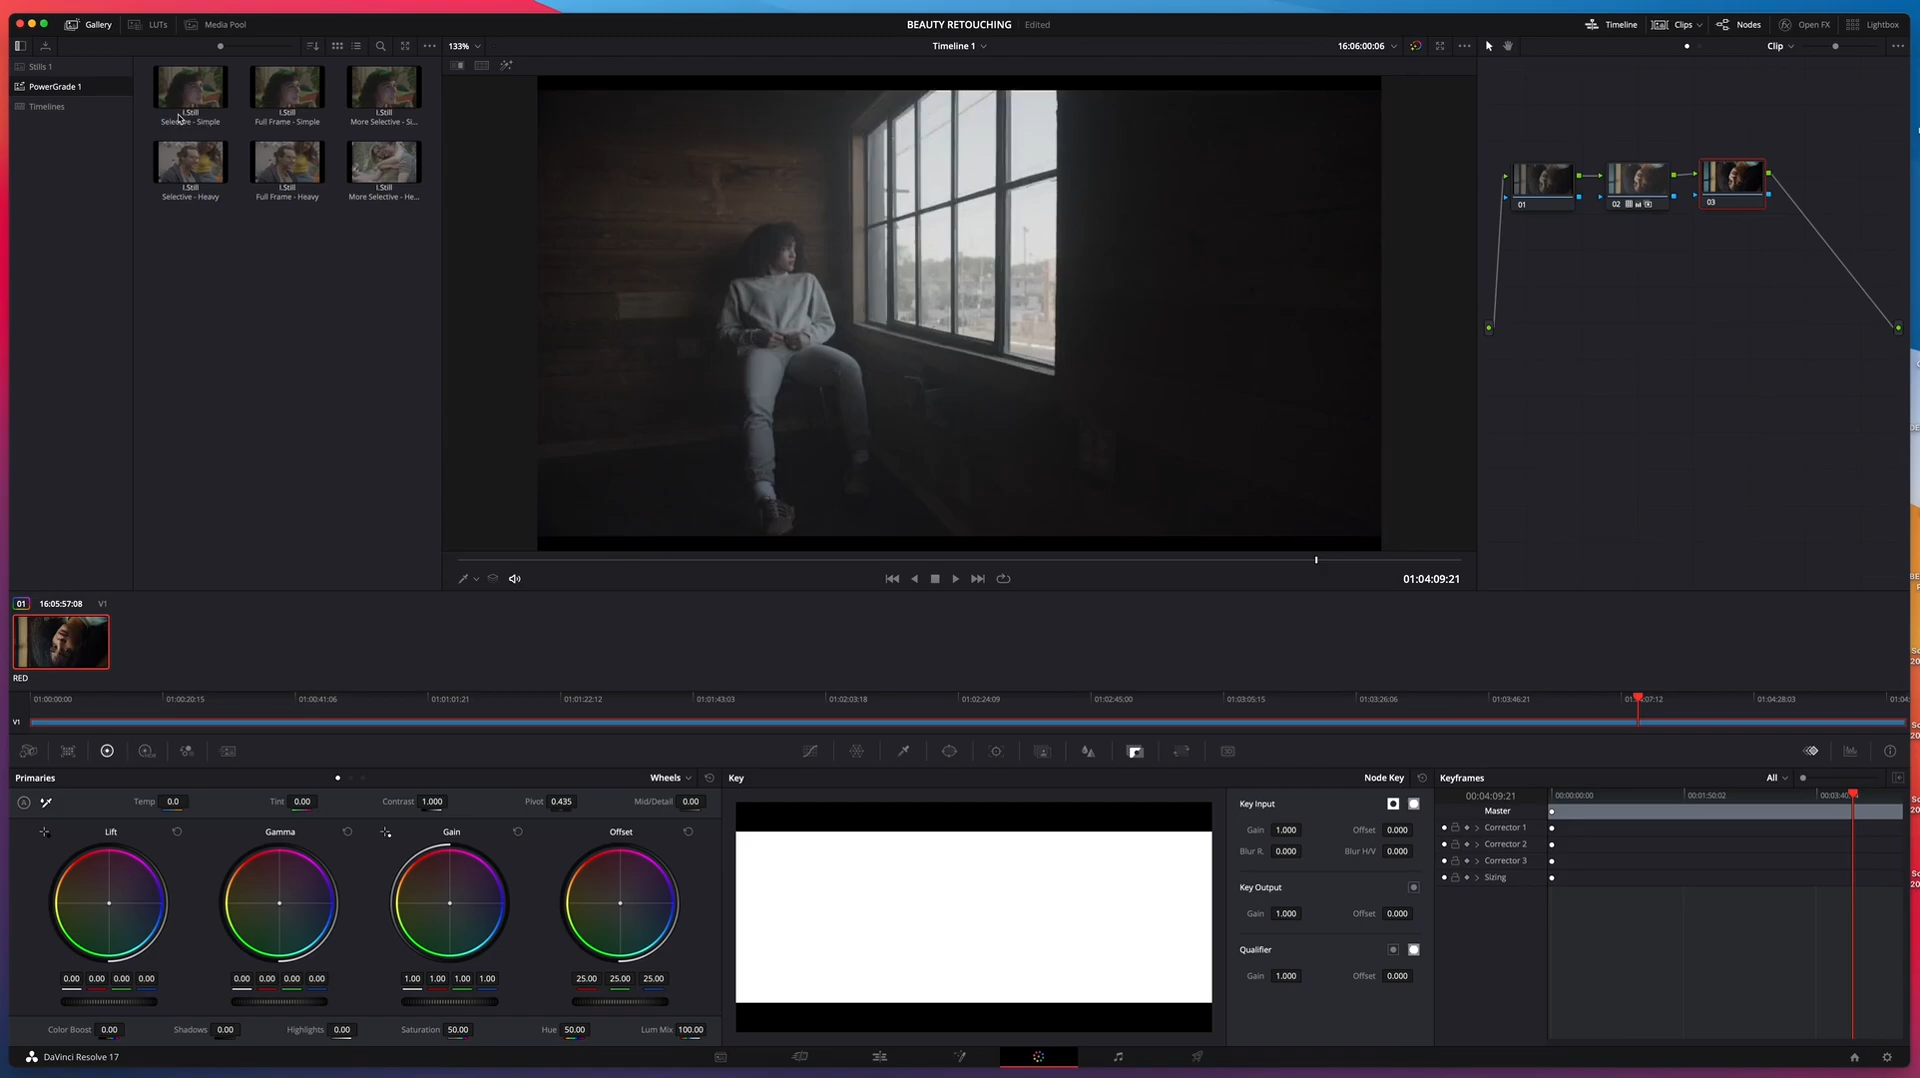 Gallery LUTs Media Pool BEAUTY RETOUCHING Edited Timeline Clips Nodes Open FX Lightbox
133% Timeline 1 16:06:00:06 Clip
Stills 1
PowerGrade 1
Timelines
I.Still I.Still I.Still
Selective - Simple Full Frame - Simple More Selective - Si...
I.Still I.Still I.Still
Selective - Heavy Full Frame - Heavy More Selective - He...
01 02 03
01:04:09:21
01 16:05:57:08 V1
RED
01:00:00:00 01:00:20:15 01:00:41:06 01:01:01:21 01:01:22:12 01:01:43:03 01:02:03:18 01:02:24:09 01:02:45:00 01:03:05:15 01:03:26:06 01:03:46:21 01:04:28:03
V1
Primaries Wheels Key Node Key Keyframes All
Temp 0.0 Tint 0.00 Contrast 1.000 Pivot 0.435 Mid/Detail 0.00
Lift Gamma Gain Offset
0.00 0.00 0.00 0.00 0.00 0.00 0.00 0.00 1.00 1.00 1.00 1.00 25.00 25.00 25.00
Color Boost 0.00 Shadows 0.00 Highlights 0.00 Saturation 50.00 Hue 50.00 Lum Mix 100.00
Key Input
Gain 1.000 Offset 0.000
Blur R. 0.000 Blur H/V 0.000
Key Output
Gain 1.000 Offset 0.000
Qualifier
Gain 1.000 Offset 0.000
00:04:09:21 00:00:00:00 00:01:50:02
Master
Corrector 1
Corrector 2
Corrector 3
Sizing
DaVinci Resolve 17